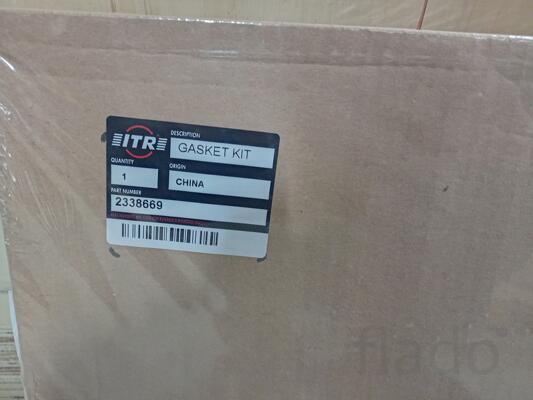 ITR
DESCRIPTION
GASKET KIT
QUANTITY
1
ORIGIN
CHINA
PART NUMBER
2338669
flado